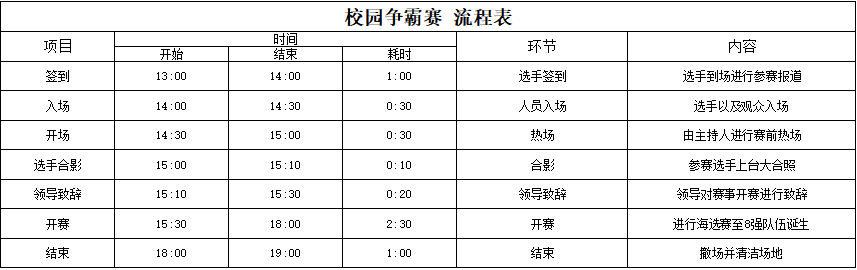 校园争霸赛 流程表
项目 时间 环节 内容
开始 结束 耗时
签到 13:00 14:00 1:00 选手签到 选手到场进行参赛报道
入场 14:00 14:30 0:30 人员入场 选手以及观众入场
开场 14:30 15:00 0:30 热场 由主持人进行赛前热场
选手合影 15:00 15:10 0:10 合影 参赛选手上台大合照
领导致辞 15:10 15:30 0:20 领导致辞 领导对赛事开赛进行致辞
开赛 15:30 18:00 2:30 开赛 进行海选赛至8强队伍诞生
结束 18:00 19:00 1:00 结束 撤场并清洁场地